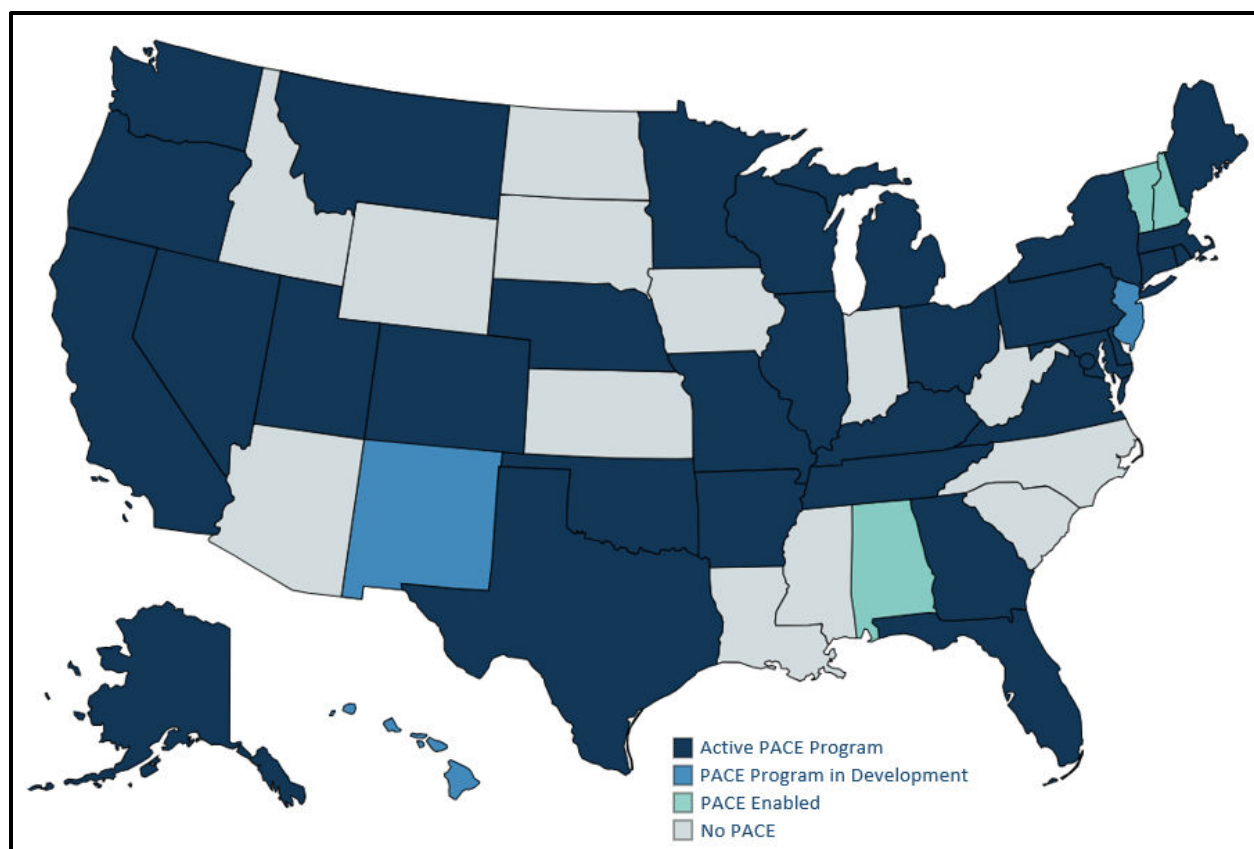 Active PACE Program
PACE Program in Development
PACE Enabled
No PACE